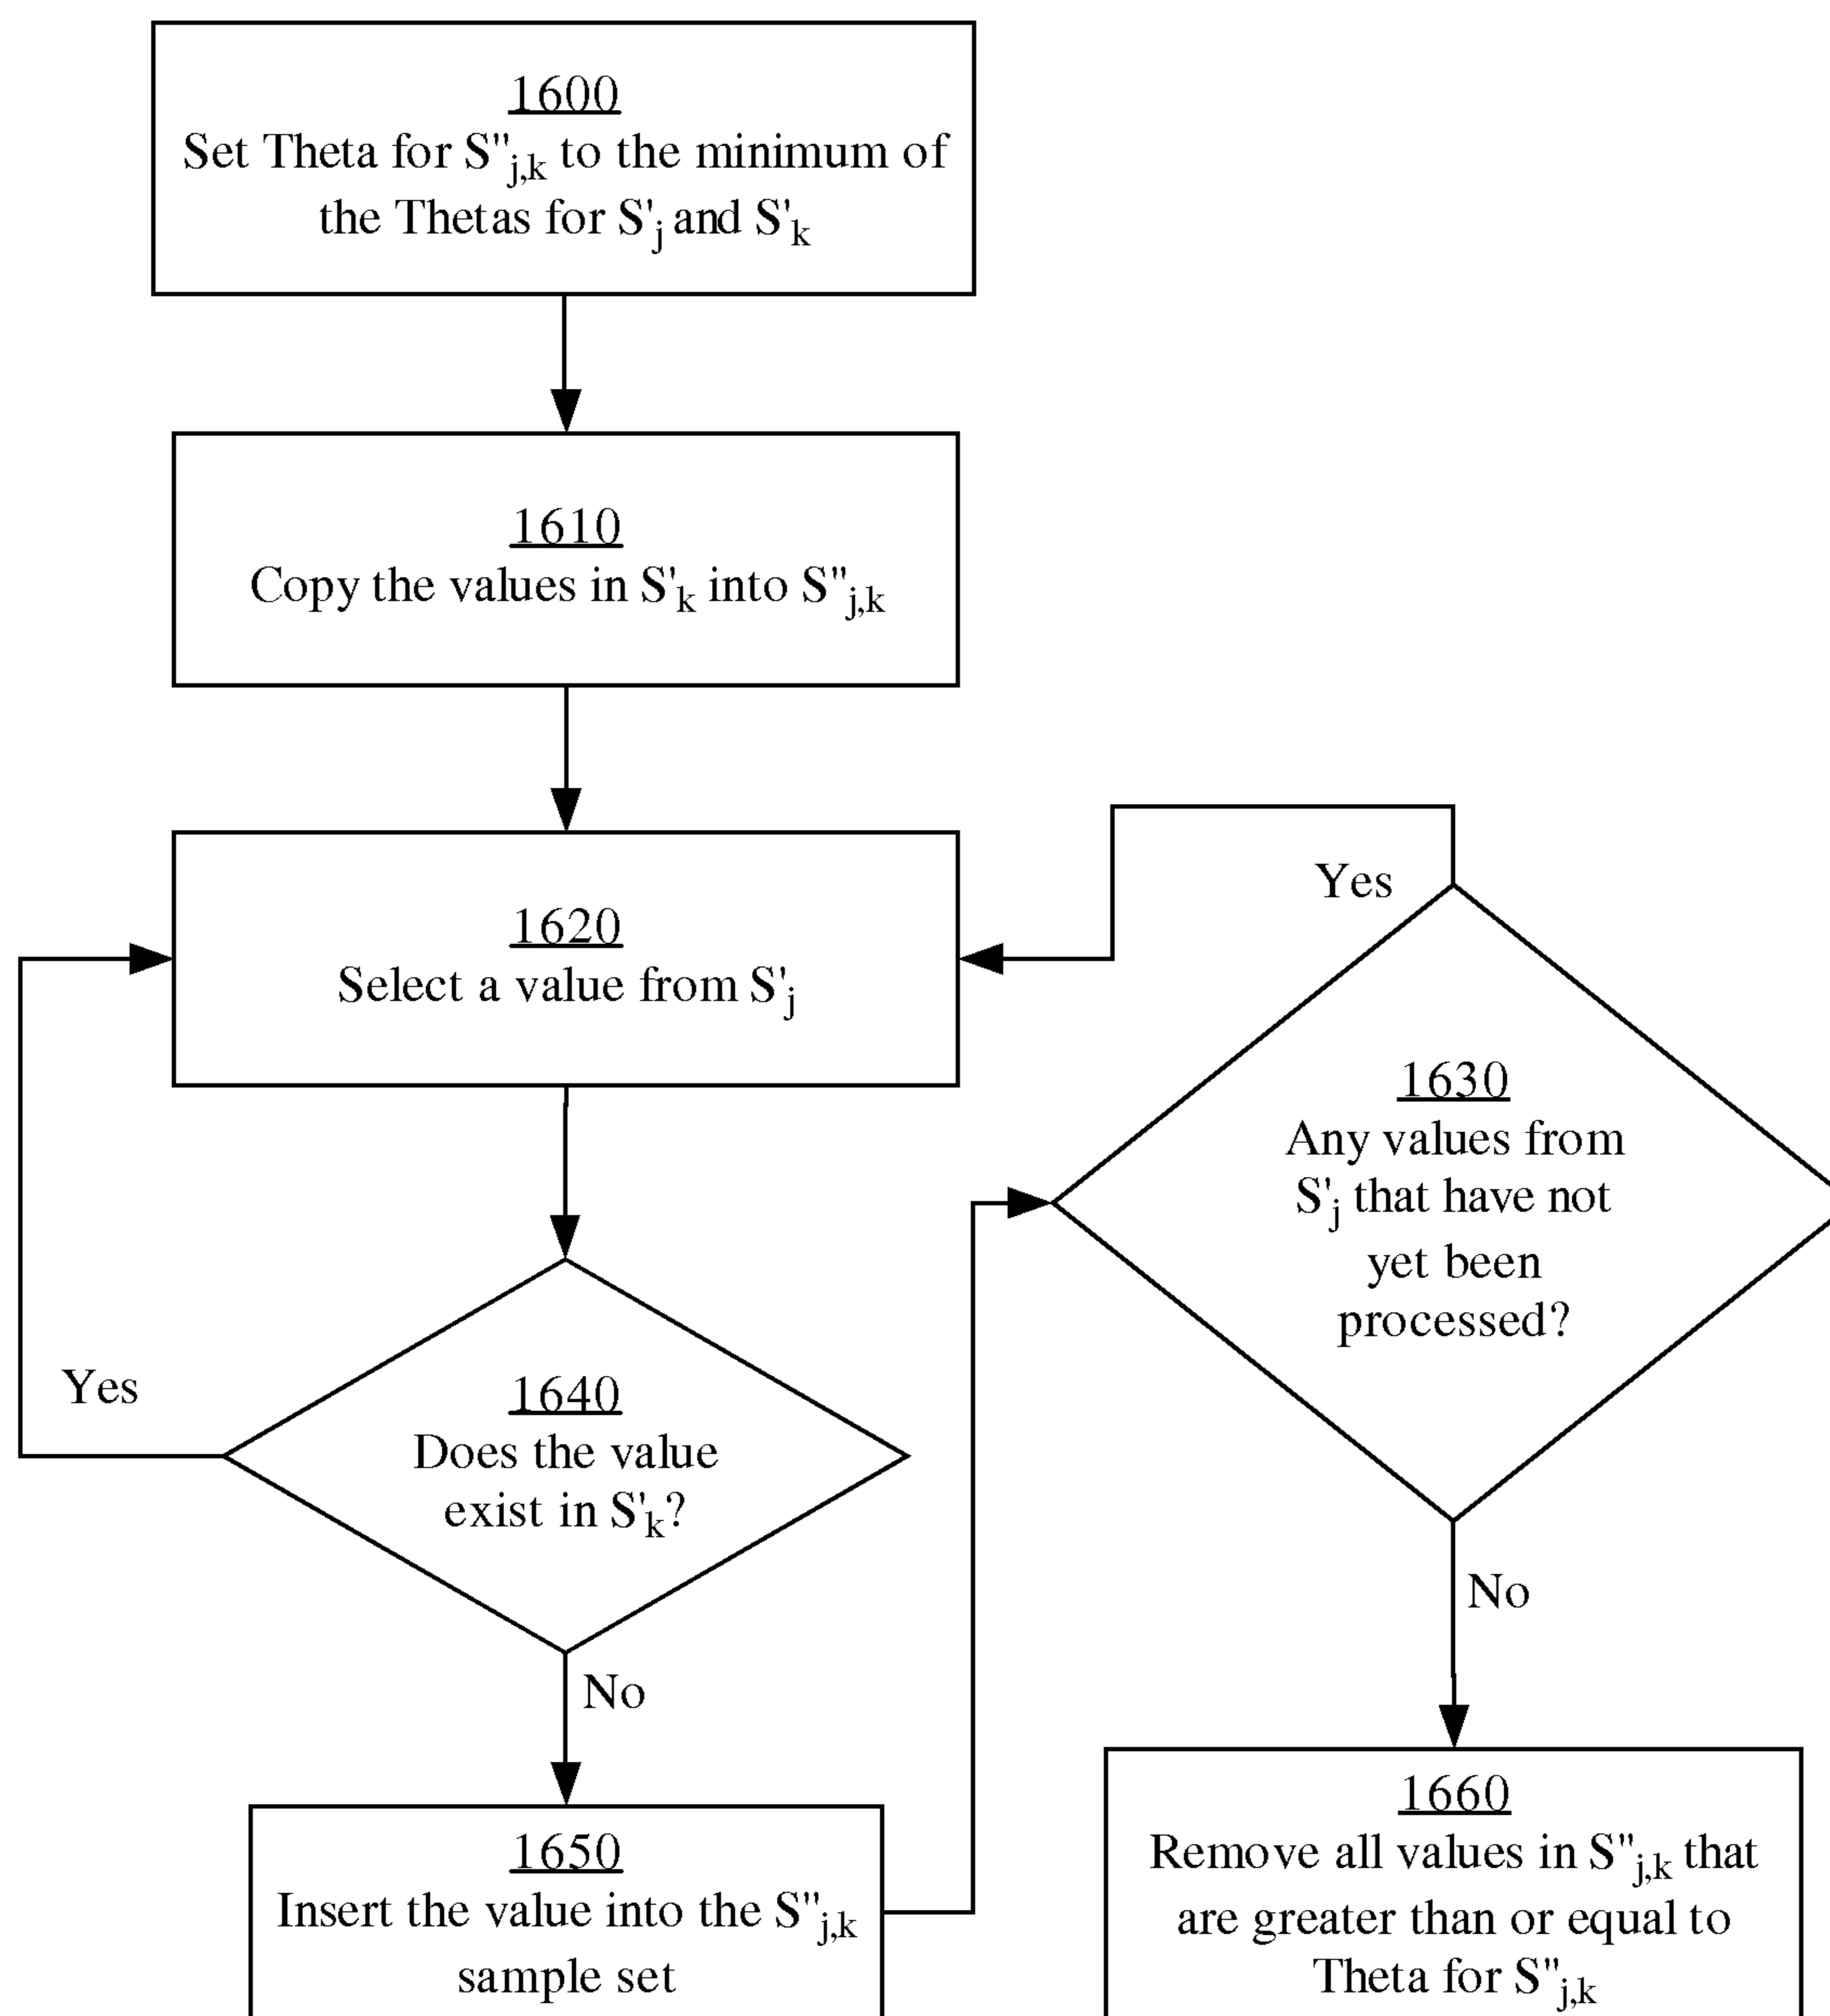 1600
Set Theta for S"j,k to the minimum of
the Thetas for S'j and S'k
1610
Copy the values in S'k into S"j,k
1620
Select a value from S'j
Yes
1630
Any values from
S'j that have not
yet been
processed?
Yes
1640
Does the value
exist in S'k?
No
No
1650
Insert the value into the S"j,k
sample set
1660
Remove all values in S"j,k that
are greater than or equal to
Theta for S"j,k